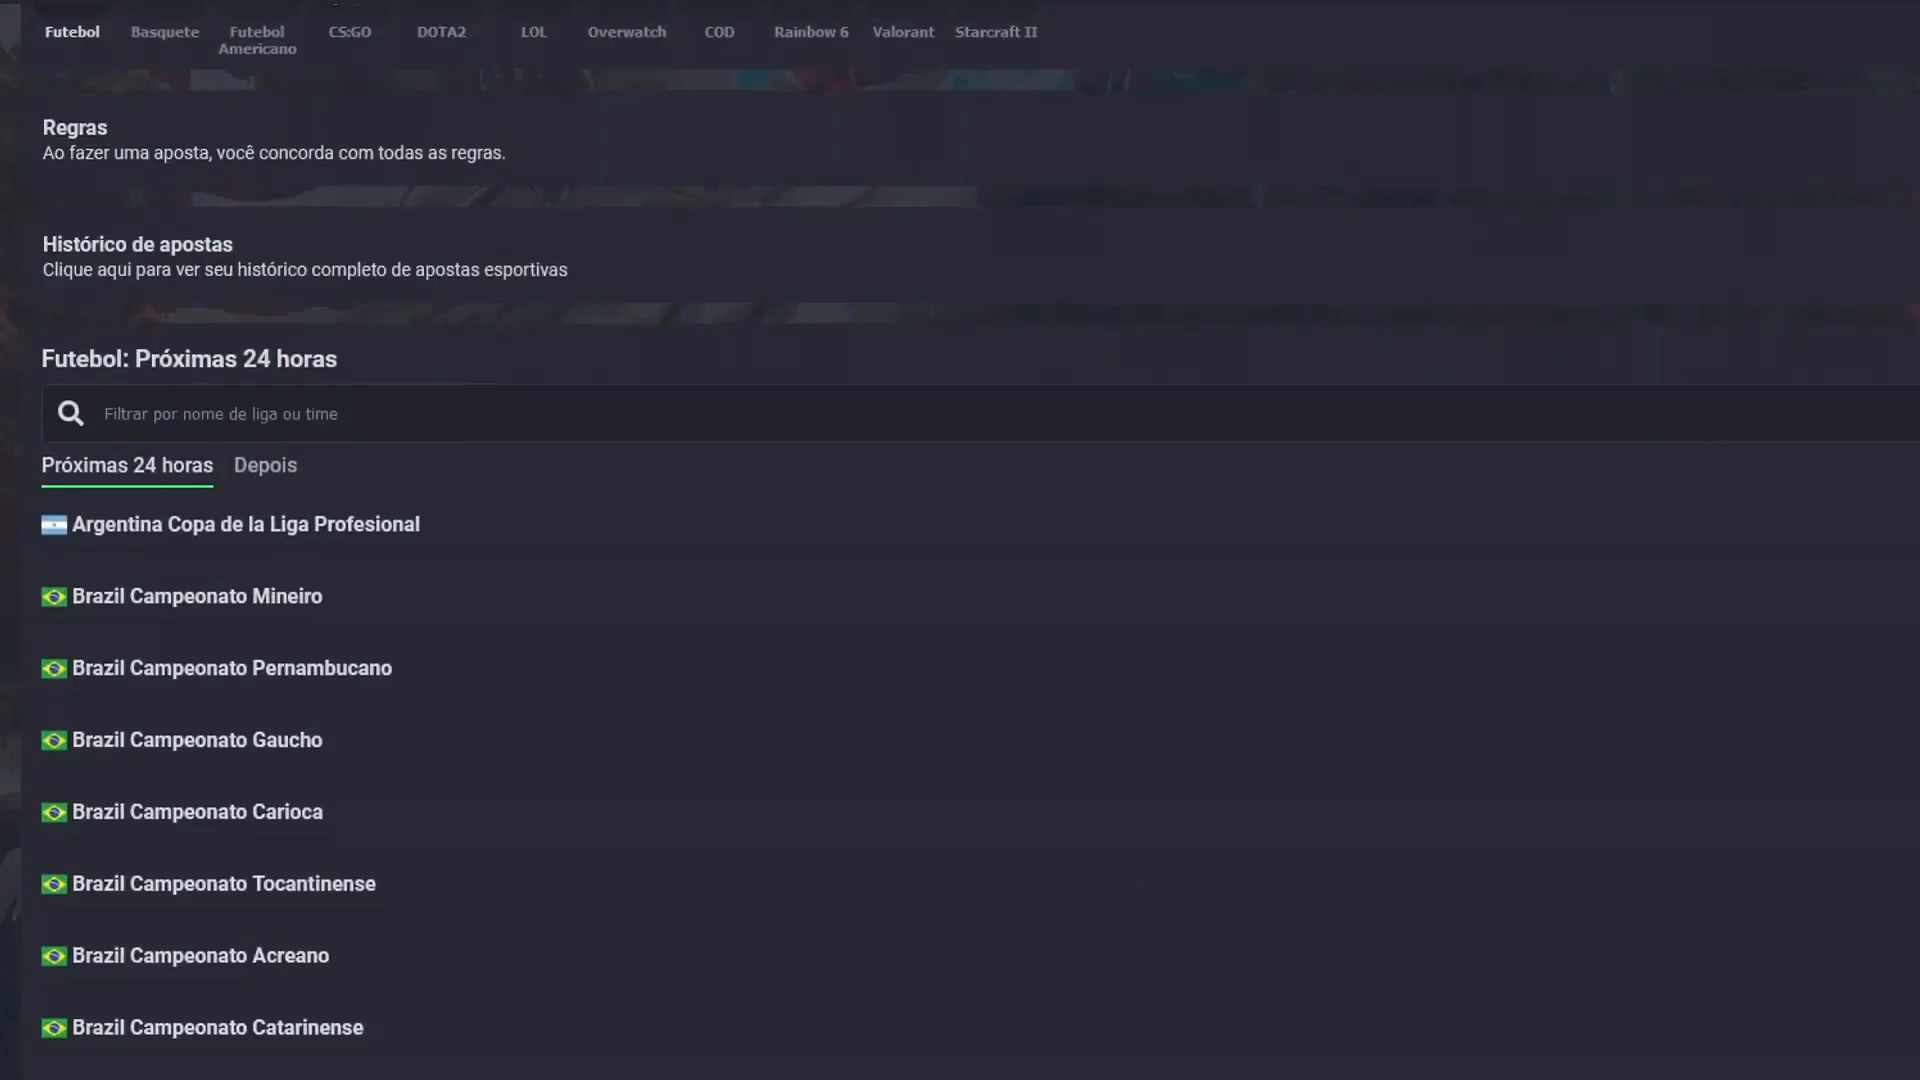 Futebol Basquete Futebol Americano CS:GO DOTA2 LOL Overwatch COD Rainbow 6 Valorant Starcraft II
Regras
Ao fazer uma aposta, você concorda com todas as regras.
Histórico de apostas
Clique aqui para ver seu histórico completo de apostas esportivas
Futebol: Próximas 24 horas
Filtrar por nome de liga ou time
Próximas 24 horas Depois
Argentina Copa de la Liga Profesional
Brazil Campeonato Mineiro
Brazil Campeonato Pernambucano
Brazil Campeonato Gaucho
Brazil Campeonato Carioca
Brazil Campeonato Tocantinense
Brazil Campeonato Acreano
Brazil Campeonato Catarinense